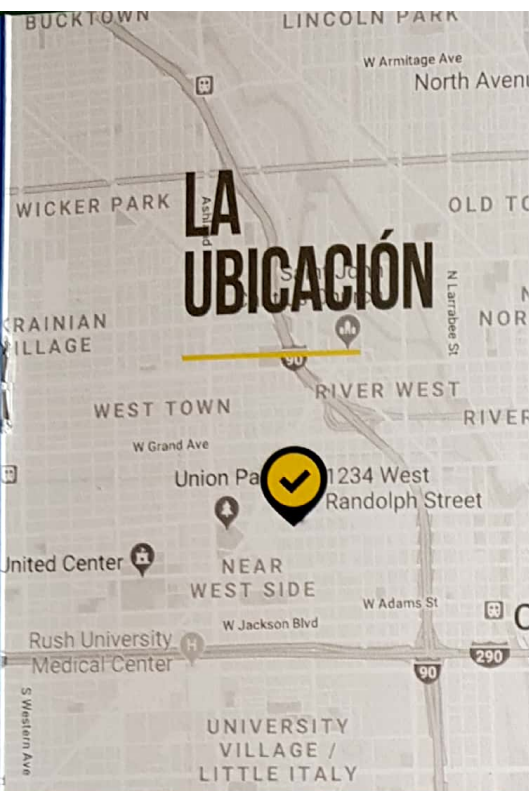 BUCKTOWN
LINCOLN PARK
W Armitage Ave
North Aven
WICKER PARK
LA
OLD TO
UBICACIÓN
N Larrabee St
NOR
KRAINIAN
VILLAGE
90
RIVER WEST
WEST TOWN
RIVER
W Grand Ave
Union Pa
1234 West
Randolph Street
United Center
NEAR
WEST SIDE
W Adams St
W Jackson Blvd
Rush University
Medical Center
H
290
90
S Western Ave
UNIVERSITY
VILLAGE /
LITTLE ITALY